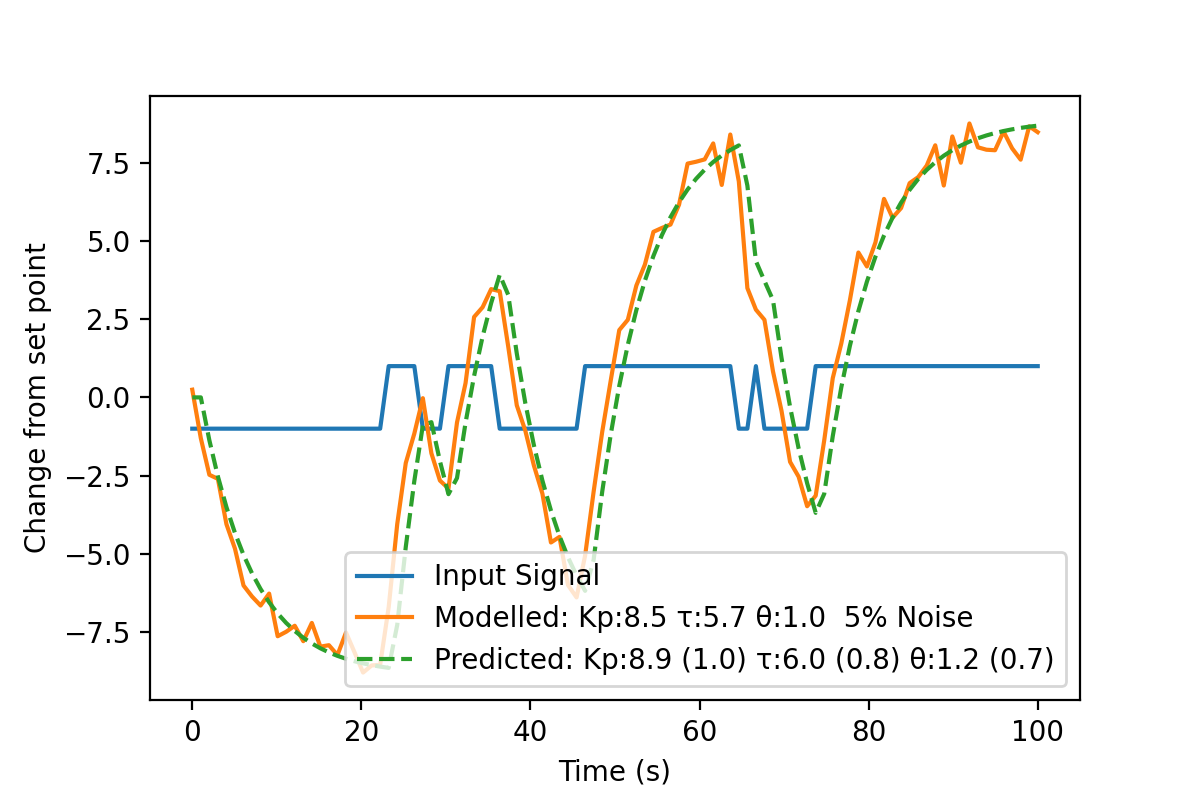 7.5
5.0
2.5
0.0
−2.5
−5.0
−7.5
Change from set point
Input Signal
Modelled: Kp:8.5 τ:5.7 θ:1.0  5% Noise
Predicted: Kp:8.9 (1.0) τ:6.0 (0.8) θ:1.2 (0.7)
0 20 40 60 80 100
Time (s)